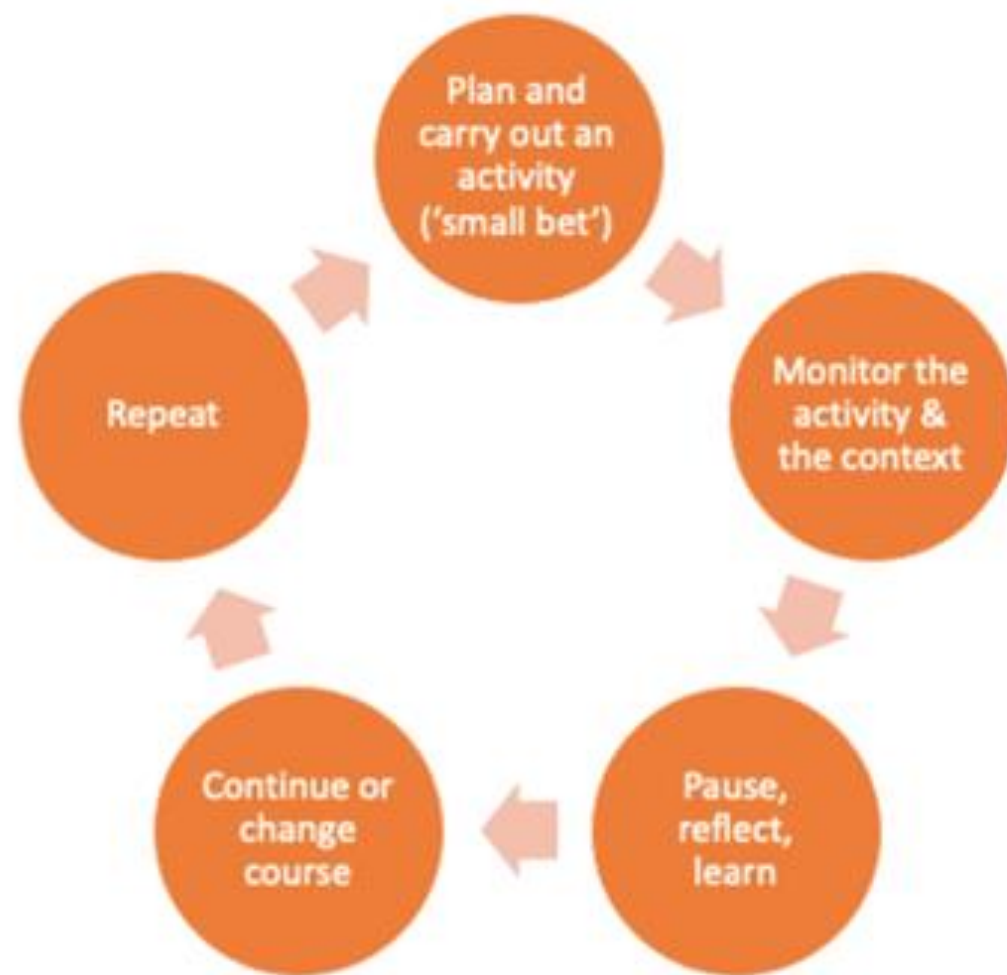 Plan and
carry out an
activity
(‘small bet’)
Monitor the
activity &
the context
Pause,
reflect,
learn
Continue or
change
course
Repeat